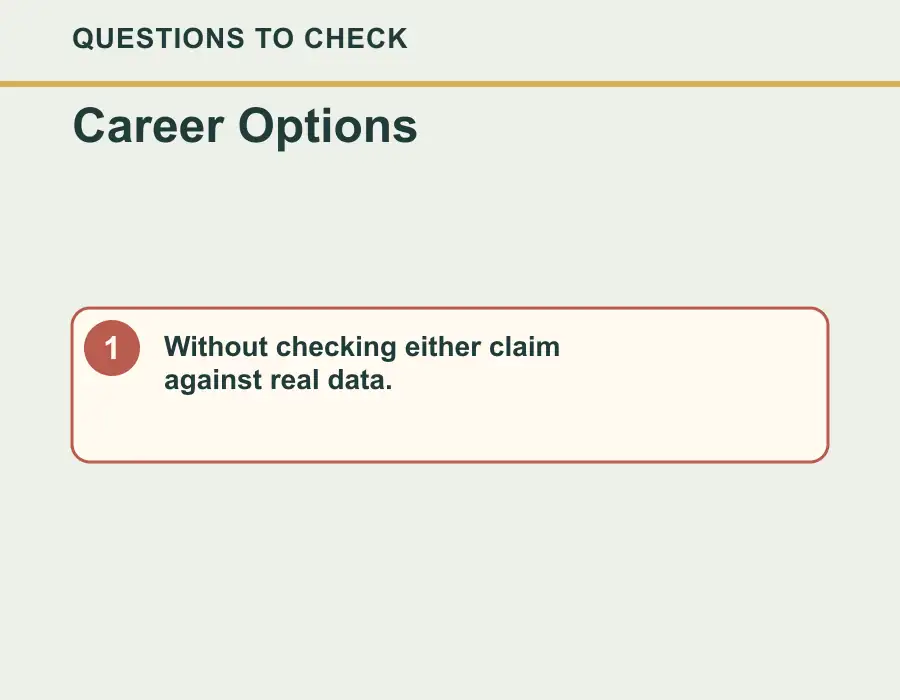 QUESTIONS TO CHECK
Career Options
1
Without checking either claim
against real data.